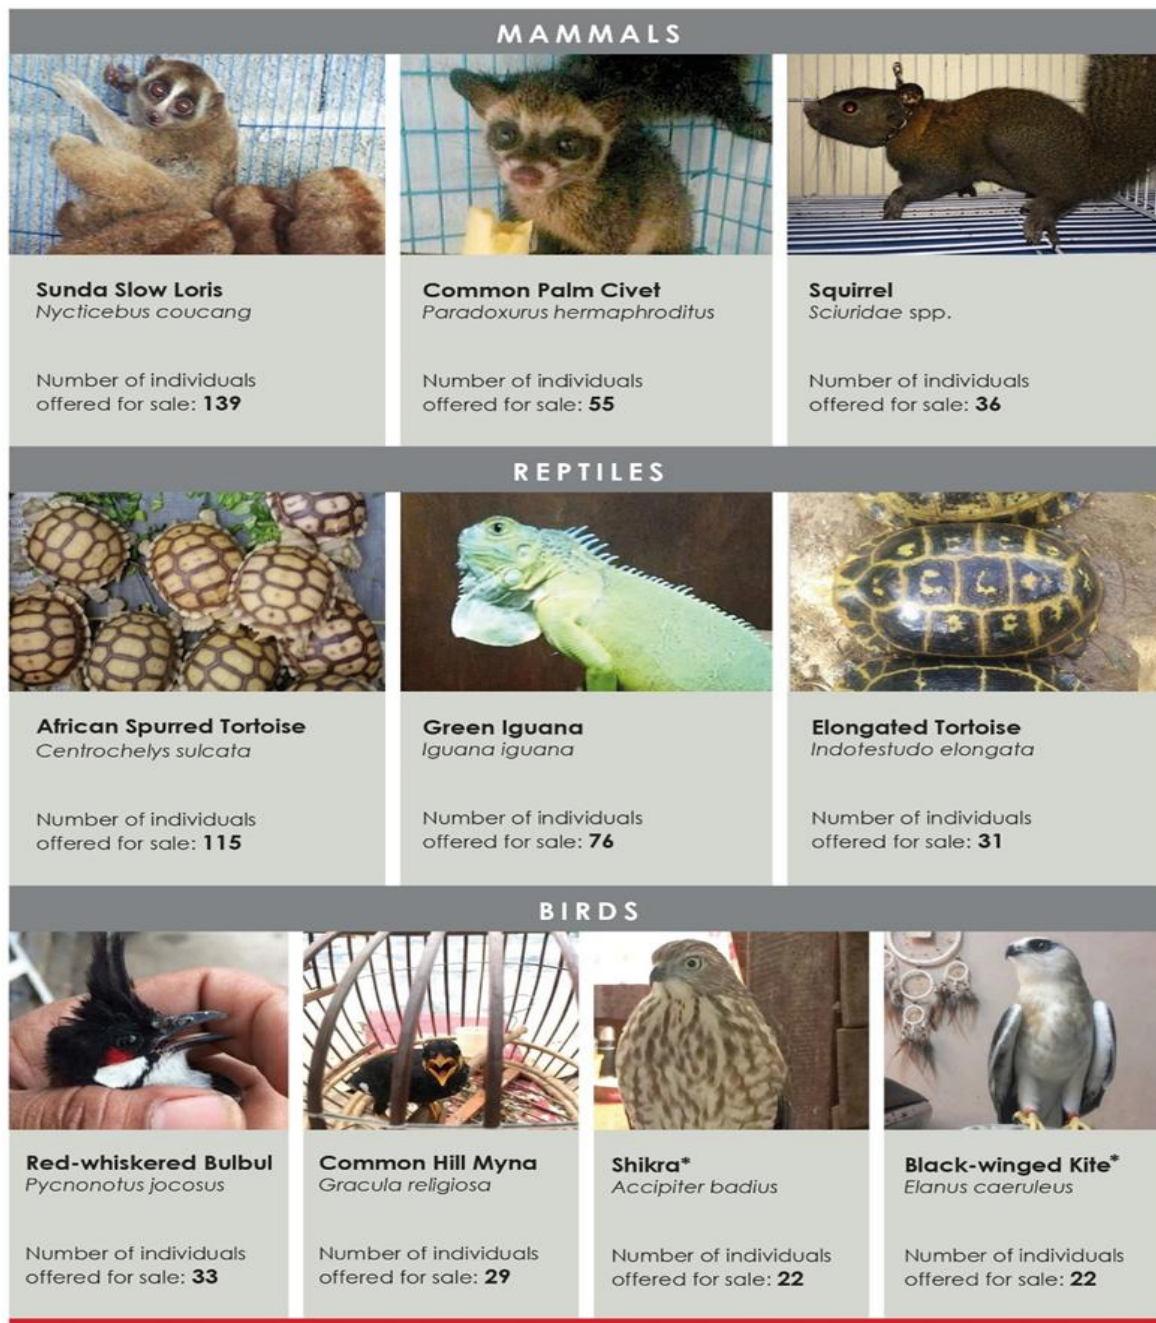 MAMMALS
Sunda Slow Loris
Nycticebus coucang
Number of individuals
offered for sale: 139
Common Palm Civet
Paradoxurus hermaphroditus
Number of individuals
offered for sale: 55
Squirrel
Sciuridae spp.
Number of individuals
offered for sale: 36
REPTILES
African Spurred Tortoise
Centrochelys sulcata
Number of individuals
offered for sale: 115
Green Iguana
Iguana iguana
Number of individuals
offered for sale: 76
Elongated Tortoise
Indotestudo elongata
Number of individuals
offered for sale: 31
BIRDS
Red-whiskered Bulbul
Pycnonotus jocosus
Number of individuals
offered for sale: 33
Common Hill Myna
Gracula religiosa
Number of individuals
offered for sale: 29
Shikra*
Accipiter badius
Number of individuals
offered for sale: 22
Black-winged Kite*
Elanus caeruleus
Number of individuals
offered for sale: 22